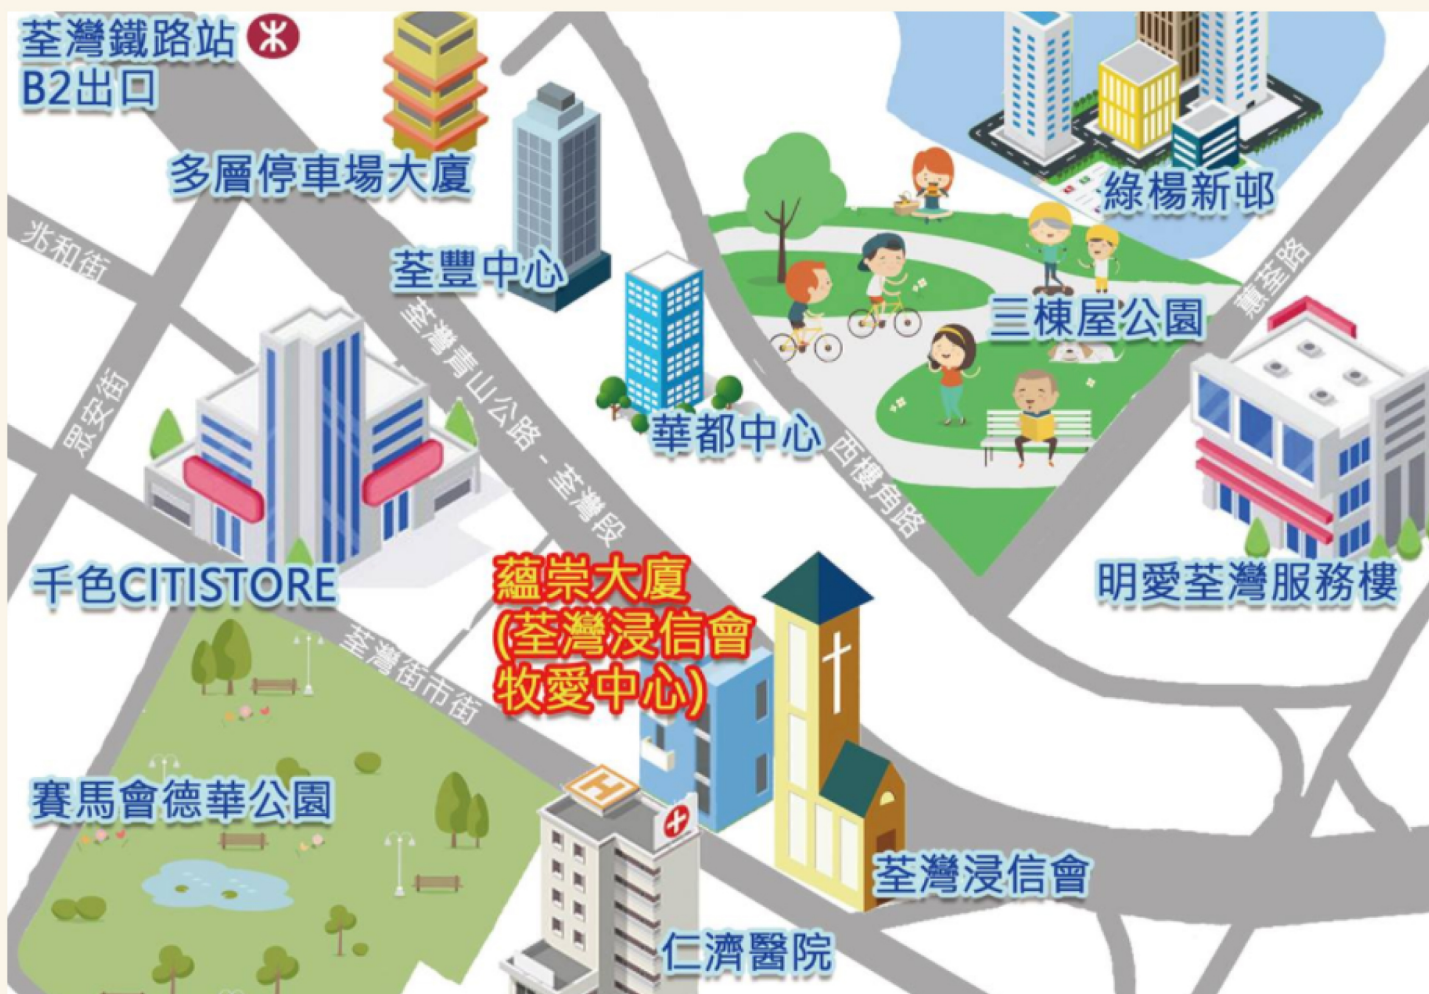 荃灣鐵路站
B2出口
多層停車場大廈
綠楊新邨
兆和街
荃豐中心
蕙荃路
三棟屋公園
荃灣青山公路 - 荃灣段
眾安街
華都中心
西樓角路
千色CITISTORE
蘊崇大廈
(荃灣浸信會
牧愛中心)
明愛荃灣服務樓
荃灣街市街
賽馬會德華公園
H
荃灣浸信會
仁濟醫院